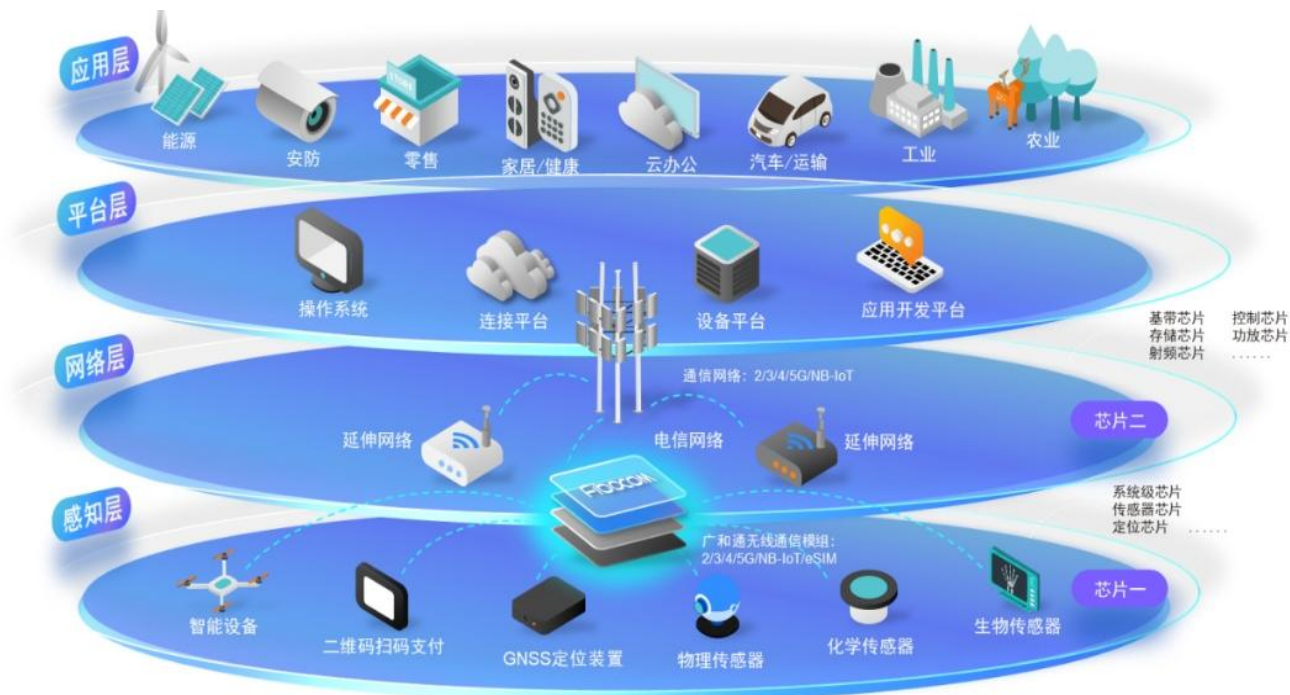 应用层
能源
安防
STORE
零售
家居/健康
云办公
汽车/运输
工业
农业
平台层
操作系统
连接平台
设备平台
应用开发平台
基带芯片 控制芯片
存储芯片 功放芯片
射频芯片 ......
网络层
通信网络：2/3/4/5G/NB-IoT
延伸网络
电信网络
延伸网络
芯片二
Fibocom
系统级芯片
传感器芯片
定位芯片 ......
感知层
广和通无线通信模组：
2/3/4/5G/NB-IoT/eSIM
芯片一
智能设备
二维码扫码支付
GNSS定位装置
物理传感器
化学传感器
生物传感器